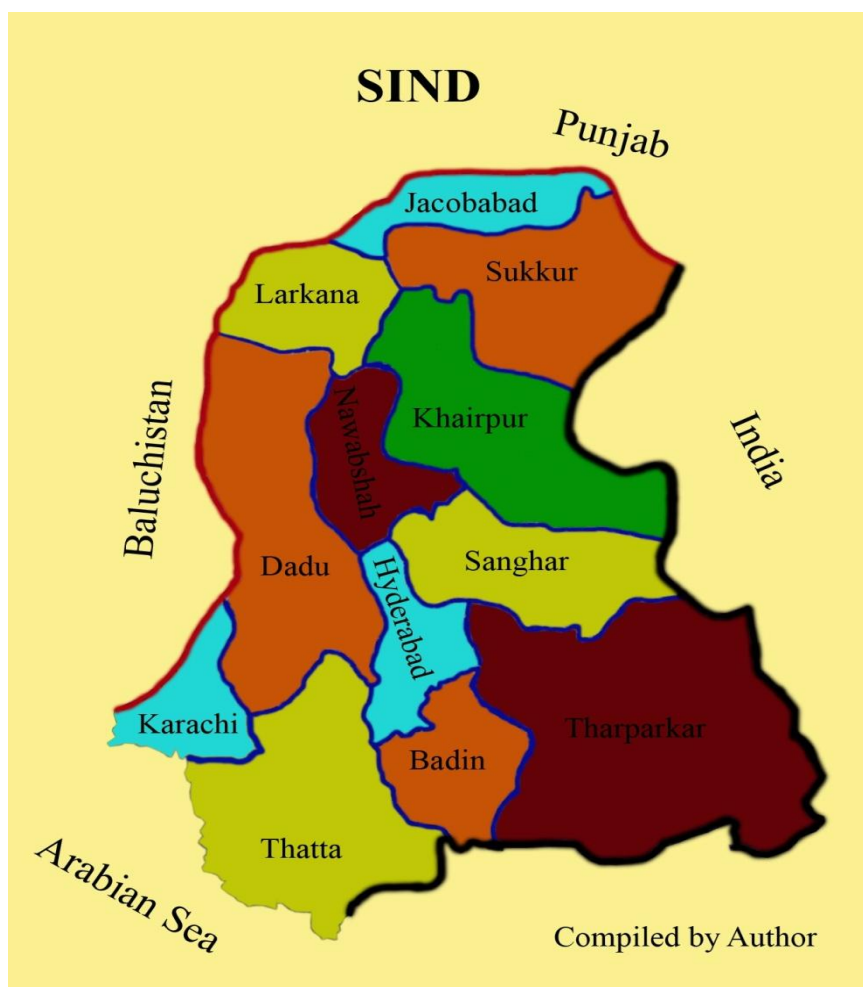 SIND
Punjab
Jacobabad
Sukkur
Larkana
Baluchistan
Nawabshah
Khairpur
India
Dadu
Hyderabad
Sanghar
Karachi
Badin
Tharparkar
Thatta
Arabian Sea
Compiled by Author